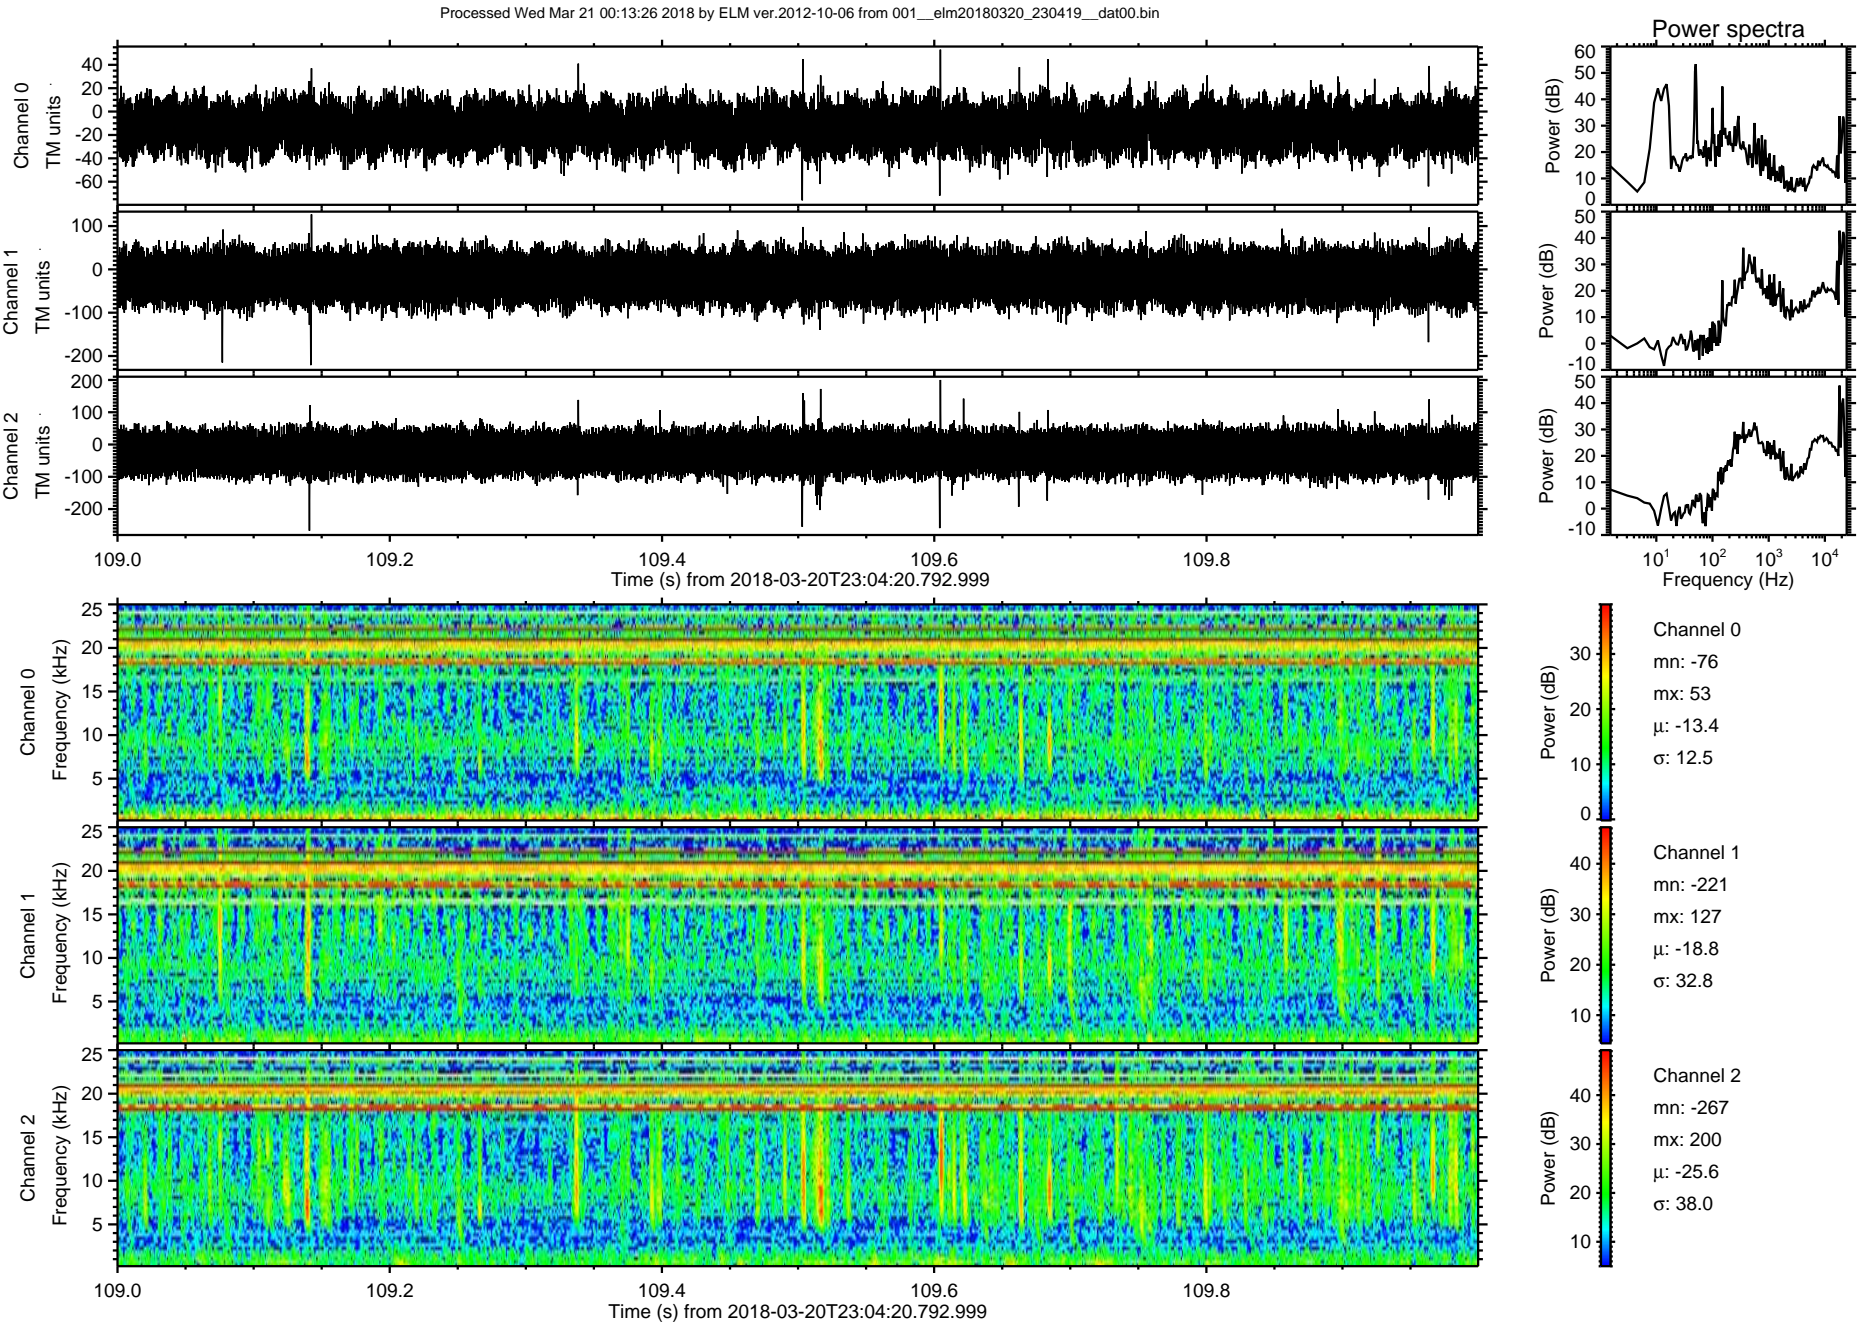 Processed Wed Mar 21 00:13:26 2018 by ELM ver.2012-10-06 from 001__elm20180320_230419__dat00.bin
Power spectra
Channel 0
TM units
40
20
0
-20
-40
-60
Power (dB)
60
50
40
30
20
10
0
Channel 1
TM units
100
0
-100
-200
Power (dB)
50
40
30
20
10
0
-10
Channel 2
TM units
200
100
0
-100
-200
Power (dB)
50
40
30
20
10
0
-10
109.0 109.2 109.4 109.6 109.8
Time (s) from 2018-03-20T23:04:20.792.999
10¹ 10² 10³ 10⁴
Frequency (Hz)
Channel 0
Frequency (kHz)
25
20
15
10
5
Power (dB)
30
20
10
0
Channel 0
mn: -76
mx: 53
μ: -13.4
σ: 12.5
Channel 1
Frequency (kHz)
25
20
15
10
5
Power (dB)
40
30
20
10
Channel 1
mn: -221
mx: 127
μ: -18.8
σ: 32.8
Channel 2
Frequency (kHz)
25
20
15
10
5
Power (dB)
40
30
20
10
Channel 2
mn: -267
mx: 200
μ: -25.6
σ: 38.0
109.0 109.2 109.4 109.6 109.8
Time (s) from 2018-03-20T23:04:20.792.999